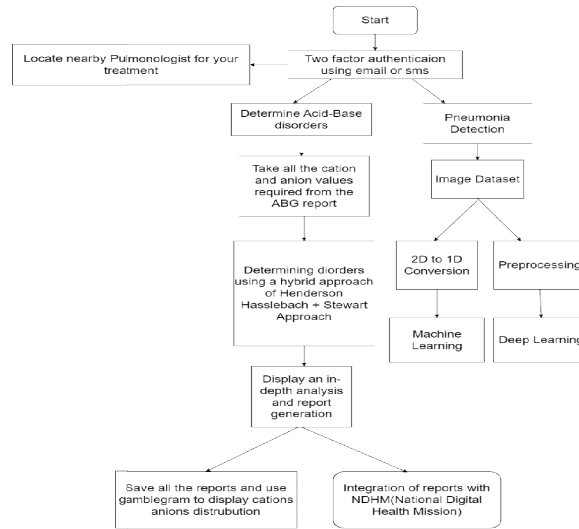 Start
Locate nearby Pulmonologist for your
treatment
Two factor authenticaion
using email or sms
Determine Acid-Base
disorders
Pneumonia
Detection
Take all the cation
and anion values
required from the
ABG report
Image Dataset
Determining diorders
using a hybrid approach
of Henderson
Hasslebach + Stewart
Approach
2D to 1D
Conversion
Preprocessing
Machine
Learning
Deep Learning
Display an in-
depth analysis
and report
generation
Save all the reports and use
gamblegram to display cations
anions distrubution
Integration of reports with
NDHM(National Digital
Health Mission)